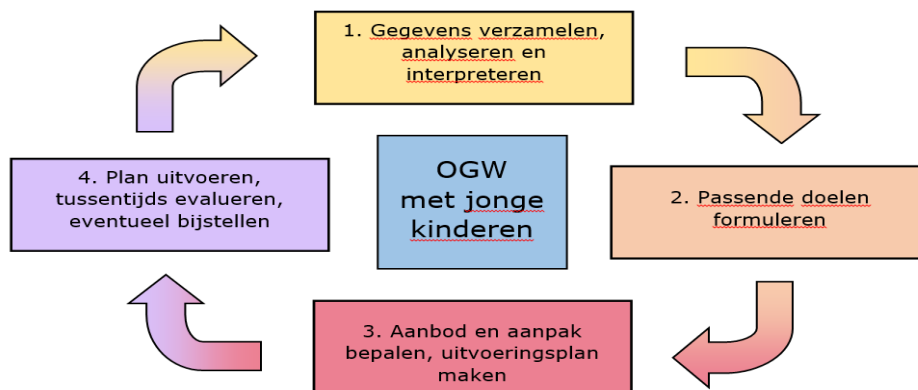 1. Gegevens verzamelen,
analyseren en
interpreteren
OGW
met jonge
kinderen
4. Plan uitvoeren,
tussentijds evalueren,
eventueel bijstellen
2. Passende doelen
formuleren
3. Aanbod en aanpak
bepalen, uitvoeringsplan
maken